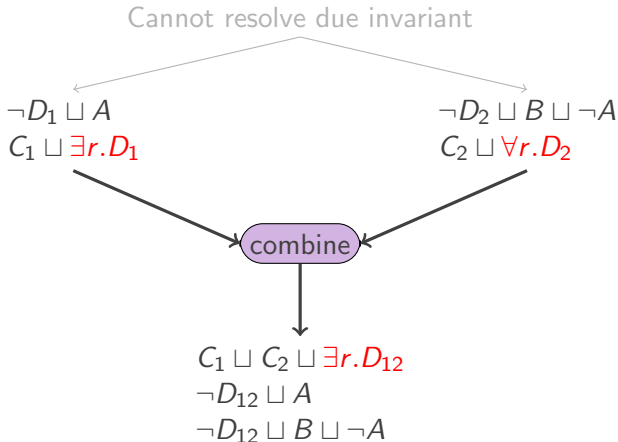 Cannot resolve due invariant
¬D₁ ⊔ A
C₁ ⊔ ∃r.D₁
¬D₂ ⊔ B ⊔ ¬A
C₂ ⊔ ∀r.D₂
combine
C₁ ⊔ C₂ ⊔ ∃r.D₁₂
¬D₁₂ ⊔ A
¬D₁₂ ⊔ B ⊔ ¬A